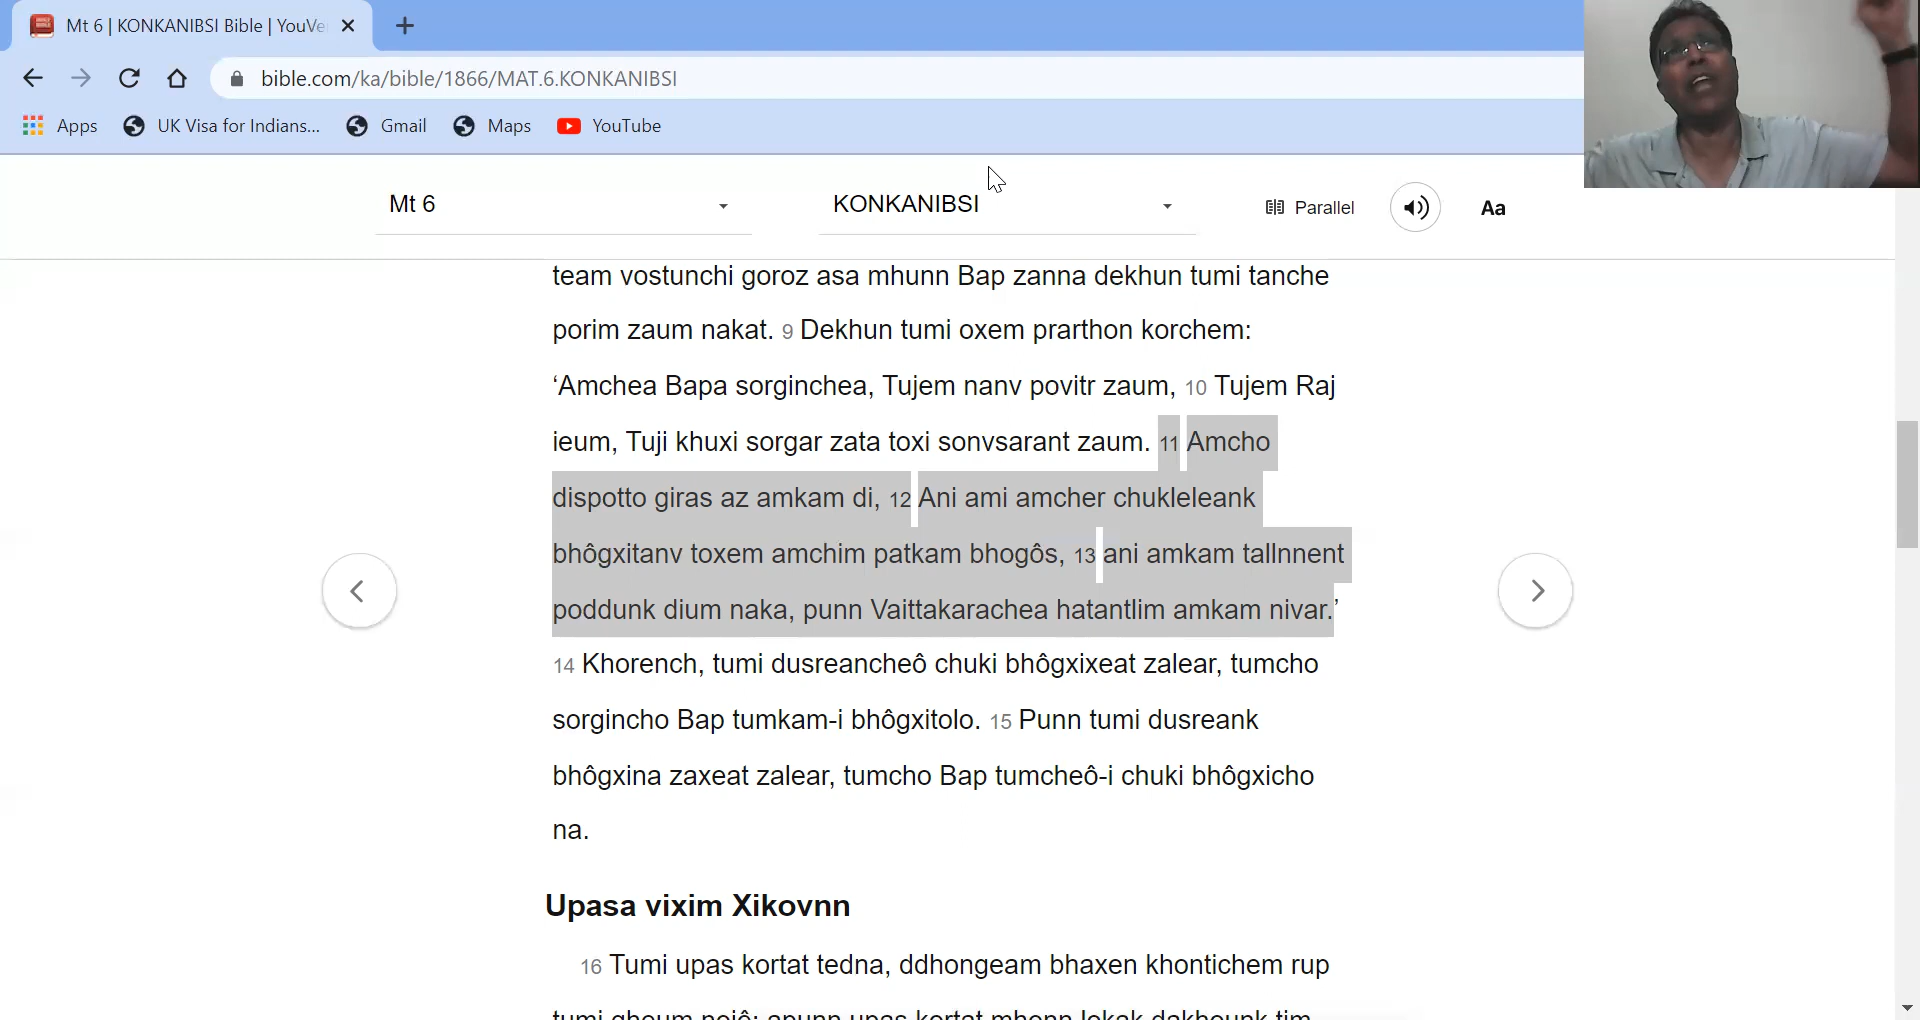 Mt 6 | KONKANIBSI Bible | YouVe
bible.com/ka/bible/1866/MAT.6.KONKANIBSI
Apps UK Visa for Indians... Gmail Maps YouTube
Mt 6 KONKANIBSI Parallel Aa
team vostunchi goroz asa mhunn Bap zanna dekhun tumi tanche
porim zaum nakat. 9 Dekhun tumi oxem prarthon korchem:
‘Amchea Bapa sorginchea, Tujem nanv povitr zaum, 10 Tujem Raj
ieum, Tuji khuxi sorgar zata toxi sonvsarant zaum. 11 Amcho
dispotto giras az amkam di, 12 Ani ami amcher chukleleank
bhôgxitanv toxem amchim patkam bhogôs, 13 ani amkam tallnnent
poddunk dium naka, punn Vaittakarachea hatantlim amkam nivar.’
14 Khorench, tumi dusreancheô chuki bhôgxixeat zalear, tumcho
sorgincho Bap tumkam-i bhôgxitolo. 15 Punn tumi dusreank
bhôgxina zaxeat zalear, tumcho Bap tumcheô-i chuki bhôgxicho
na.
Upasa vixim Xikovnn
16 Tumi upas kortat tedna, ddhongeam bhaxen khontichem rup